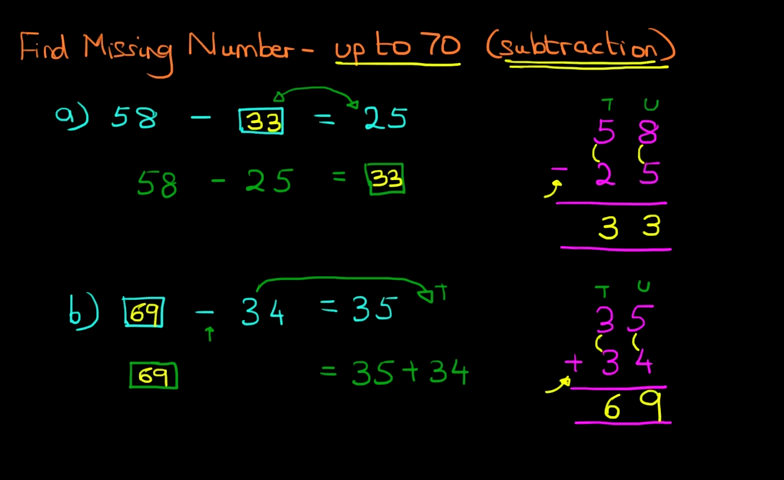 Find Missing Number - up to 70 (subtraction)
a) 58 - 33 = 25
58 - 25 = 33
T U
5 8
- 2 5
3 3
b) 69 - 34 = 35 +
69 = 35 + 34
T U
3 5
+ 3 4
6 9